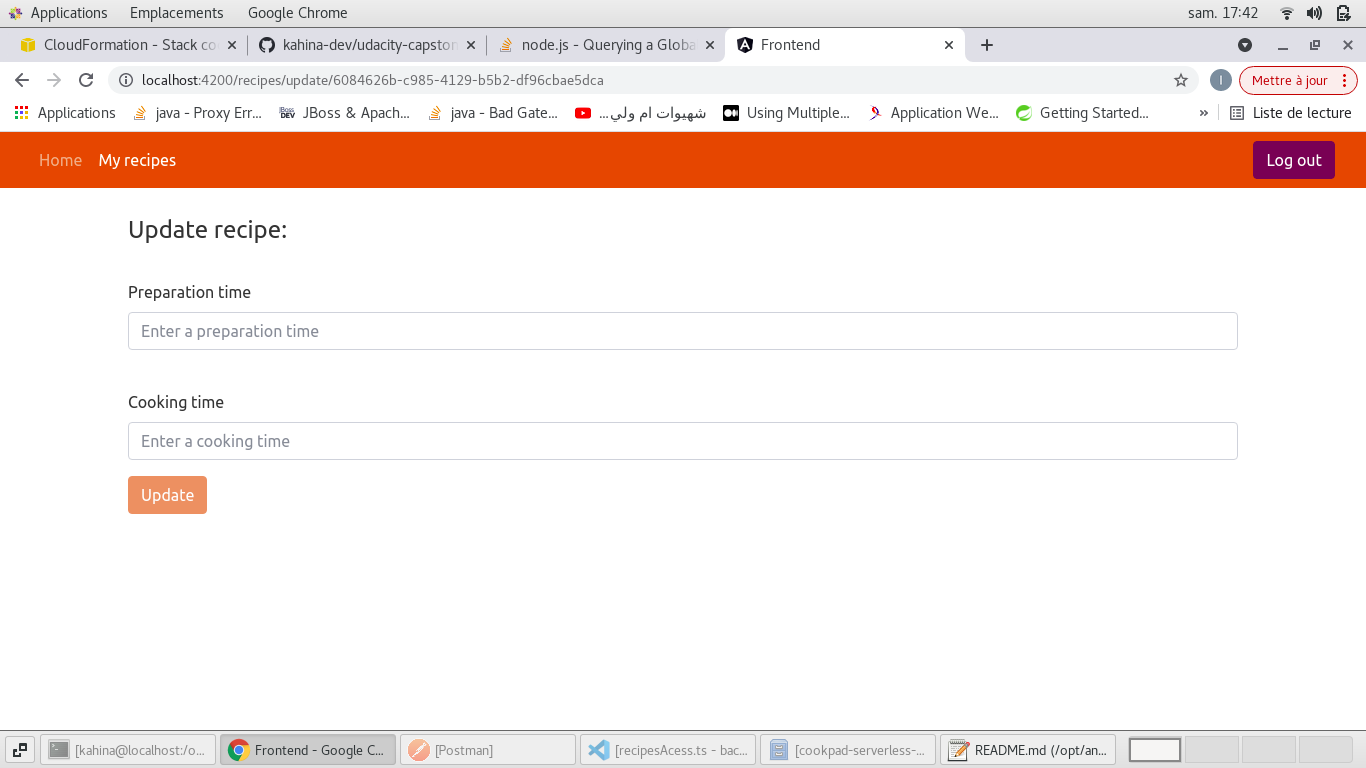 Applications Emplacements Google Chrome sam. 17:42
CloudFormation - Stack co kahina-dev/udacity-capston node.js - Querying a Globa Frontend
localhost:4200/recipes/update/6084626b-c985-4129-b5b2-df96cbae5dca I Mettre à jour
Applications java - Proxy Err... JBoss DEV JBoss & Apach... java - Bad Gate... شهيوات ام ولي... Using Multiple... Application We... Getting Started... » Liste de lecture
Home My recipes Log out
Update recipe:
Preparation time
Enter a preparation time
Cooking time
Enter a cooking time
Update
[kahina@localhost:/o... Frontend - Google C... [Postman] [recipesAcess.ts - bac... [cookpad-serverless-... README.md (/opt/an...